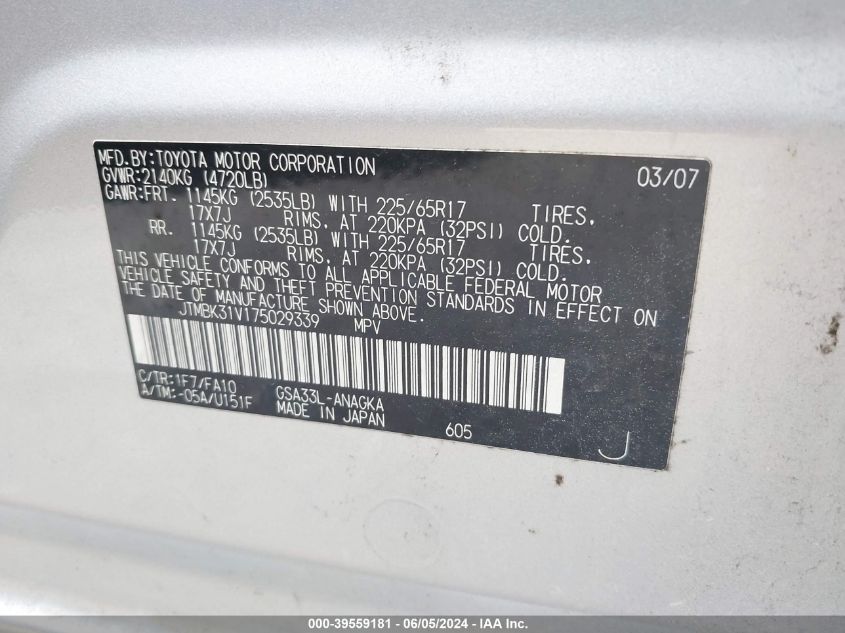 MFD.BY:TOYOTA MOTOR CORPORATION 03/07
GVWR:2140KG (4720LB)
GAWR:FRT. 1145KG (2535LB) WITH 225/65R17 TIRES,
17X7J RIMS, AT 220KPA (32PSI) COLD.
RR. 1145KG (2535LB) WITH 225/65R17 TIRES,
17X7J RIMS, AT 220KPA (32PSI) COLD.
THIS VEHICLE CONFORMS TO ALL APPLICABLE FEDERAL MOTOR
VEHICLE SAFETY AND THEFT PREVENTION STANDARDS IN EFFECT ON
THE DATE OF MANUFACTURE SHOWN ABOVE.
JTMBK31V175029339 MPV
C/TR:1F7/FA10 GSA33L-ANAGKA
A/TM:-05A/U151F MADE IN JAPAN
605 J
000-39559181 - 06/05/2024 - IAA Inc.